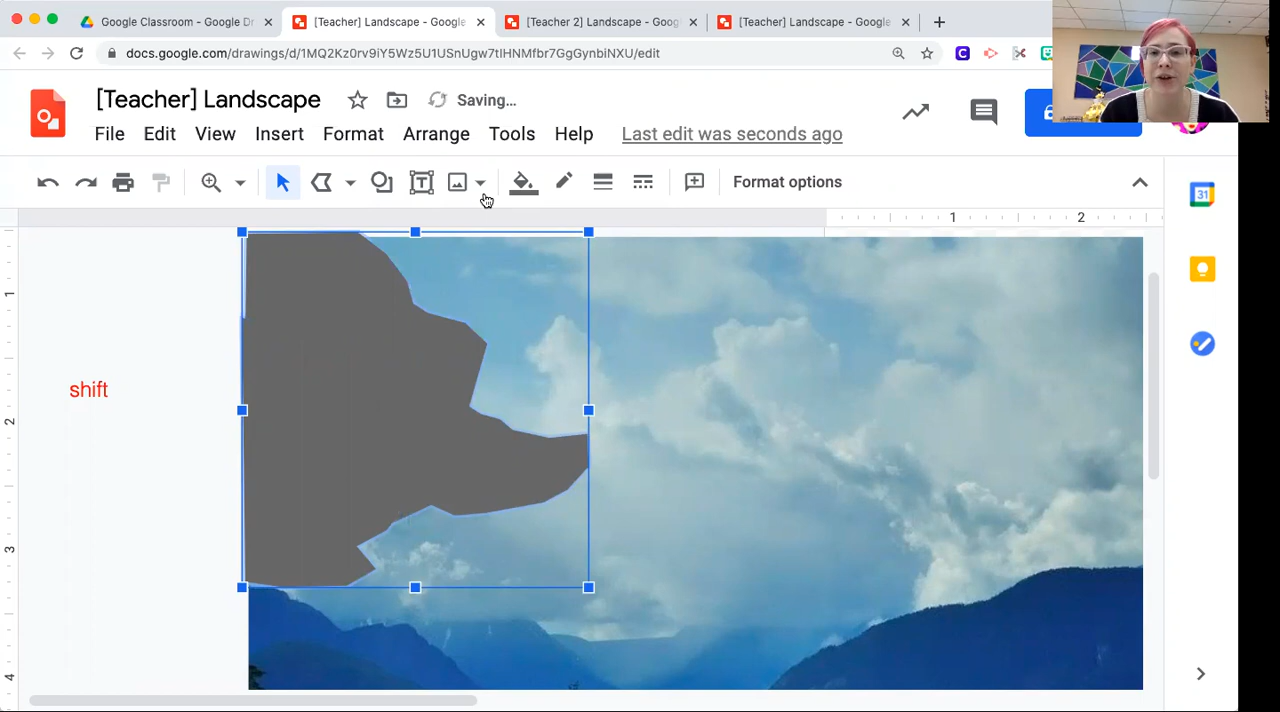 Google Classroom - Google Dr
[Teacher] Landscape - Google
[Teacher 2] Landscape - Goog
[Teacher] Landscape - Google
docs.google.com/drawings/d/1MQ2Kz0rv9iY5Wz5U1USnUgw7tIHNMfbr7GgGynbiNXU/edit
[Teacher] Landscape
Saving...
File Edit View Insert Format Arrange Tools Help Last edit was seconds ago
Format options
1 2
31
1
shift
2
3
4